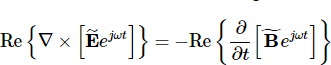 Re{∇ × [Ẽe^{jωt}]} = −Re{∂/∂t [B̃e^{jωt}]}